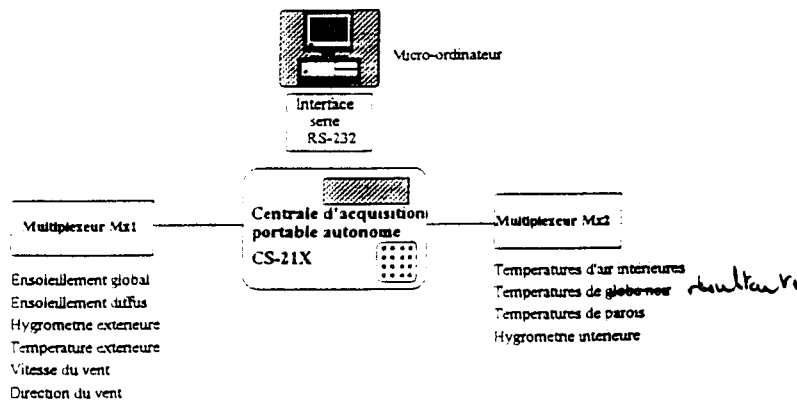 Micro-ordinateur
Interface
serie
RS-232
Centrale d'acquisition
portable autonome
CS-21X
Multiplexeur Mx1
Multiplexeur Mx2
Ensoleillement global
Ensoleillement diffus
Hygrometrie exterieure
Temperature exterieure
Vitesse du vent
Direction du vent
Temperatures d'air interieures
Temperatures de globe noir
Temperatures de parois
Hygrometrie interieure